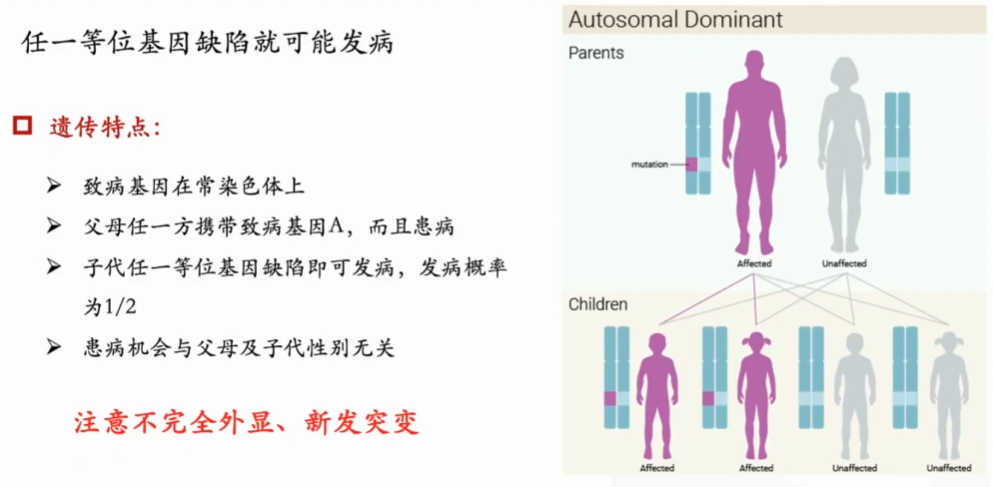 任一等位基因缺陷就可能发病
遗传特点：
致病基因在常染色体上
父母任一方携带致病基因A，而且患病
子代任一等位基因缺陷即可发病，发病概率
为1/2
患病机会与父母及子代性别无关
注意不完全外显、新发突变
Autosomal Dominant
Parents
mutation
Affected
Unaffected
Children
Affected
Affected
Unaffected
Unaffected